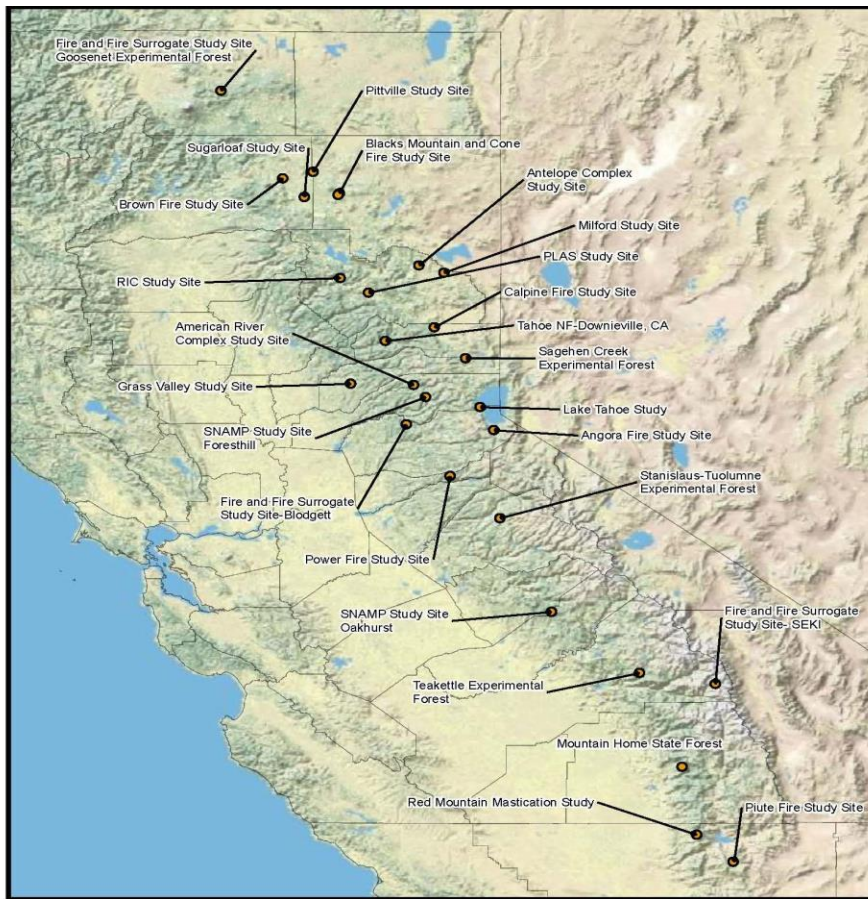 Fire and Fire Surrogate Study Site
Goosenet Experimental Forest
Pittville Study Site
Sugarloaf Study Site
Blacks Mountain and Cone
Fire Study Site
Brown Fire Study Site
Antelope Complex
Study Site
Milford Study Site
PLAS Study Site
RIC Study Site
Calpine Fire Study Site
American River
Complex Study Site
Tahoe NF-Downieville, CA
Sagehen Creek
Experimental Forest
Grass Valley Study Site
Lake Tahoe Study
SNAMP Study Site
Foresthill
Angora Fire Study Site
Stanislaus-Tuolumne
Experimental Forest
Fire and Fire Surrogate
Study Site-Blodgett
Power Fire Study Site
SNAMP Study Site
Oakhurst
Fire and Fire Surrogate
Study Site- SEKI
Teakettle Experimental
Forest
Mountain Home State Forest
Red Mountain Mastication Study
Piute Fire Study Site